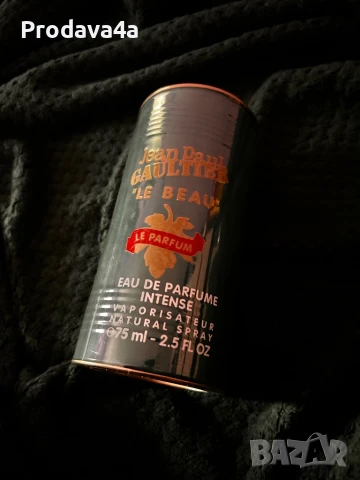 Prodava4a
Jean Paul
GAULTIER
"LE BEAU"
LE PARFUM
EAU DE PARFUME
INTENSE
VAPORISATEUR
NATURAL SPRAY
℮75 ml - 2.5 FL OZ
BAZAR